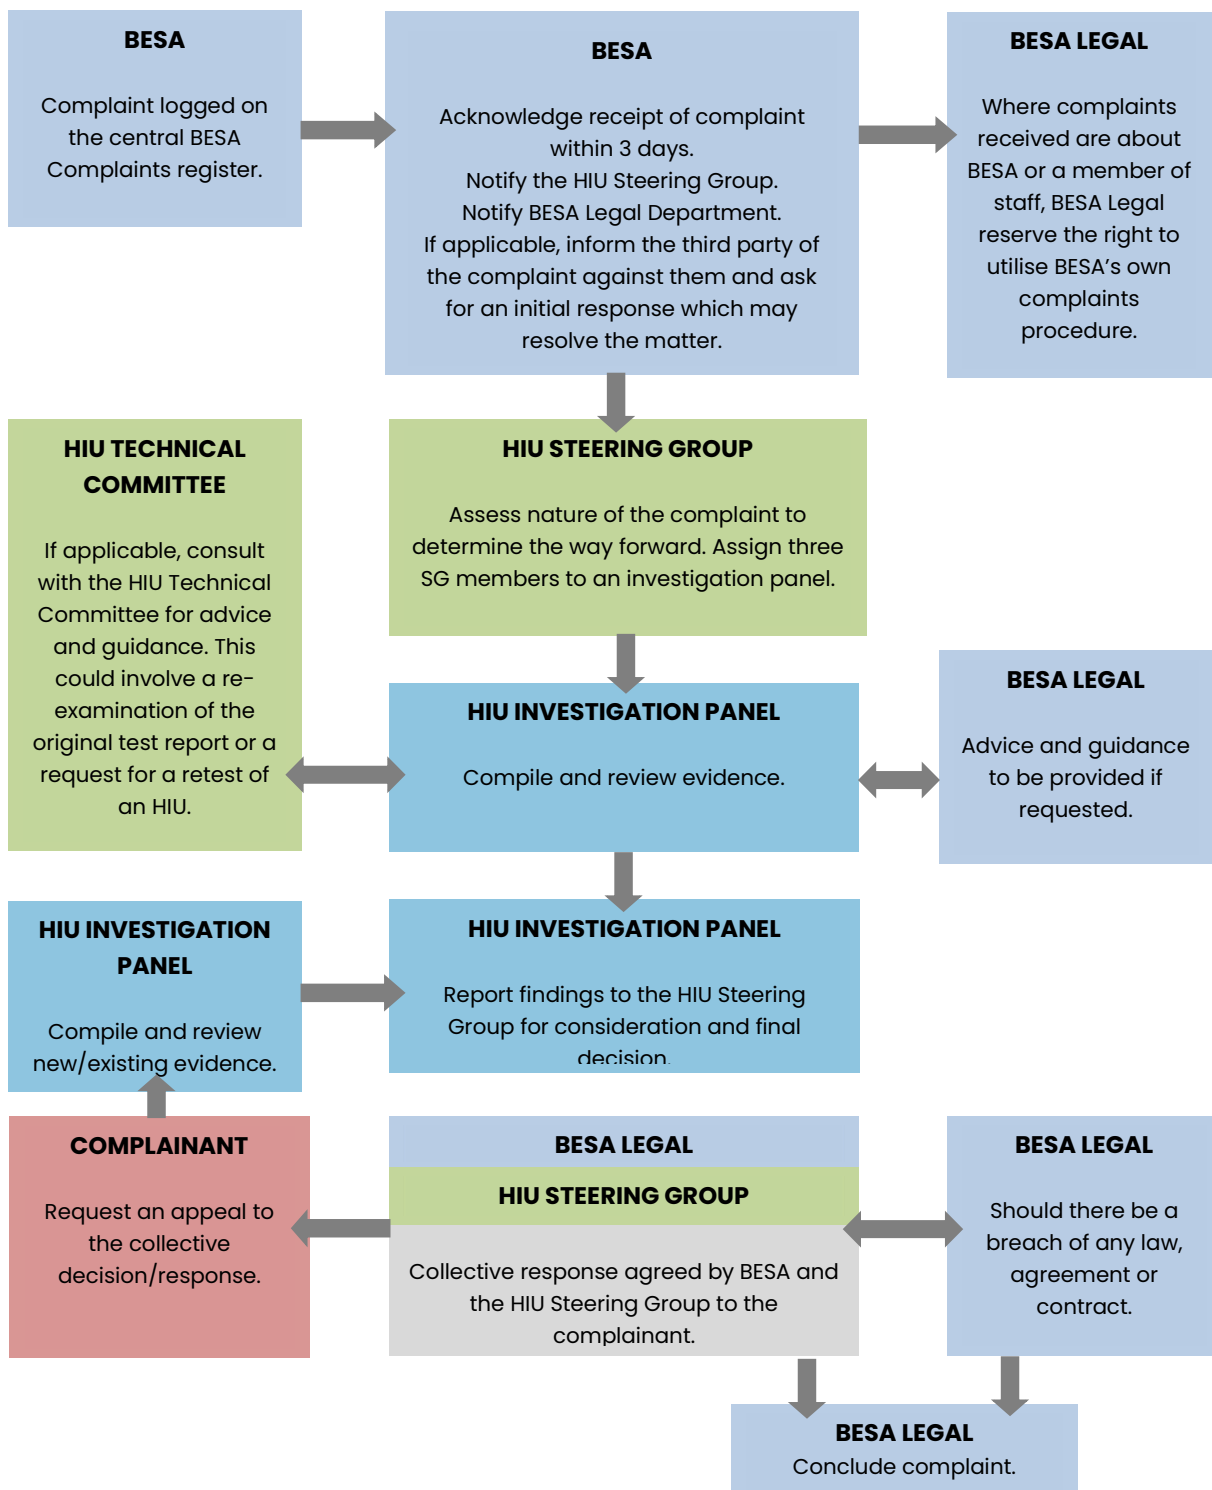 BESA
Complaint logged on
the central BESA
Complaints register.
BESA
Acknowledge receipt of complaint
within 3 days.
Notify the HIU Steering Group.
Notify BESA Legal Department.
If applicable, inform the third party of
the complaint against them and ask
for an initial response which may
resolve the matter.
BESA LEGAL
Where complaints
received are about
BESA or a member of
staff, BESA Legal
reserve the right to
utilise BESA’s own
complaints
procedure.
HIU TECHNICAL
COMMITTEE
If applicable, consult
with the HIU Technical
Committee for advice
and guidance. This
could involve a re-
examination of the
original test report or a
request for a retest of
an HIU.
HIU STEERING GROUP
Assess nature of the complaint to
determine the way forward. Assign three
SG members to an investigation panel.
HIU INVESTIGATION PANEL
Compile and review evidence.
BESA LEGAL
Advice and guidance
to be provided if
requested.
HIU INVESTIGATION
PANEL
Compile and review
new/existing evidence.
HIU INVESTIGATION PANEL
Report findings to the HIU Steering
Group for consideration and final
decision.
COMPLAINANT
Request an appeal to
the collective
decision/response.
BESA LEGAL
HIU STEERING GROUP
Collective response agreed by BESA and
the HIU Steering Group to the
complainant.
BESA LEGAL
Should there be a
breach of any law,
agreement or
contract.
BESA LEGAL
Conclude complaint.